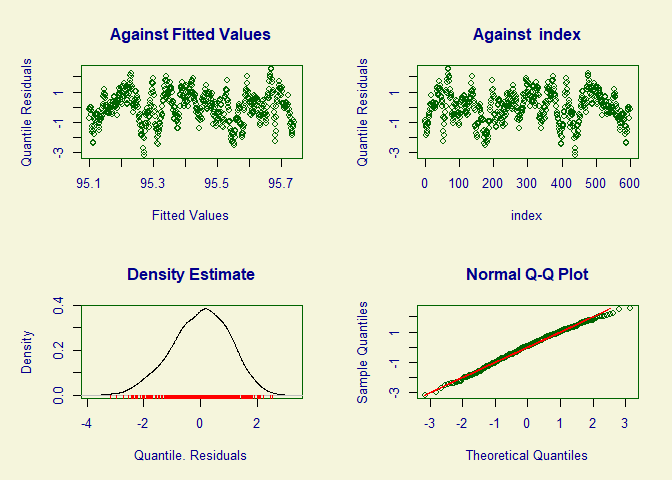 Against Fitted Values
Quantile Residuals
1
-1
-3
95.1 95.3 95.5 95.7
Fitted Values
Against  index
Quantile Residuals
1
-1
-3
0 100 200 300 400 500 600
index
Density Estimate
Density
0.4
0.2
0.0
-4 -2 0 2
Quantile. Residuals
Normal Q-Q Plot
Sample Quantiles
1
-1
-3
-3 -2 -1 0 1 2 3
Theoretical Quantiles